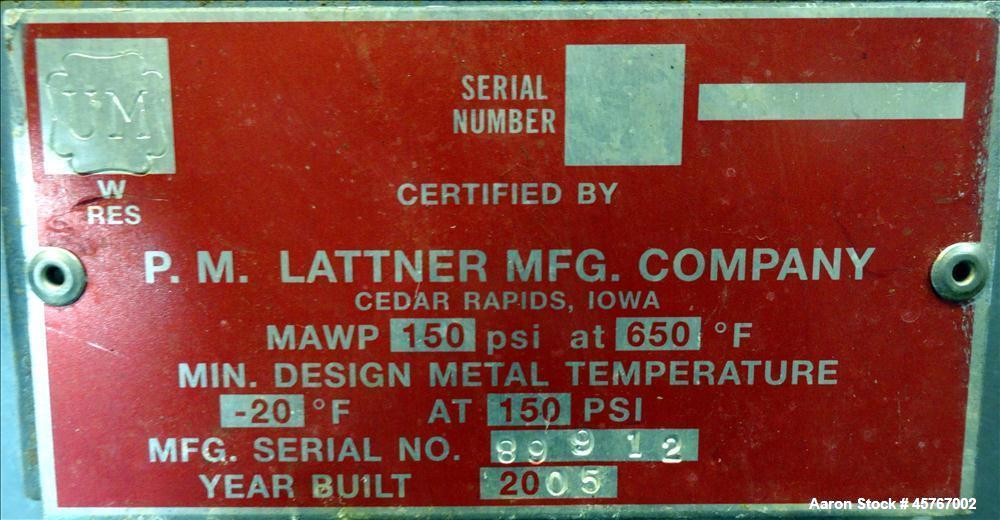 UM
W
RES
SERIAL
NUMBER
CERTIFIED BY
P. M. LATTNER MFG. COMPANY
CEDAR RAPIDS, IOWA
MAWP 150 psi at 650 °F
MIN. DESIGN METAL TEMPERATURE
-20 °F AT 150 PSI
MFG. SERIAL NO. 89912
YEAR BUILT 2005
Aaron Stock # 45767002